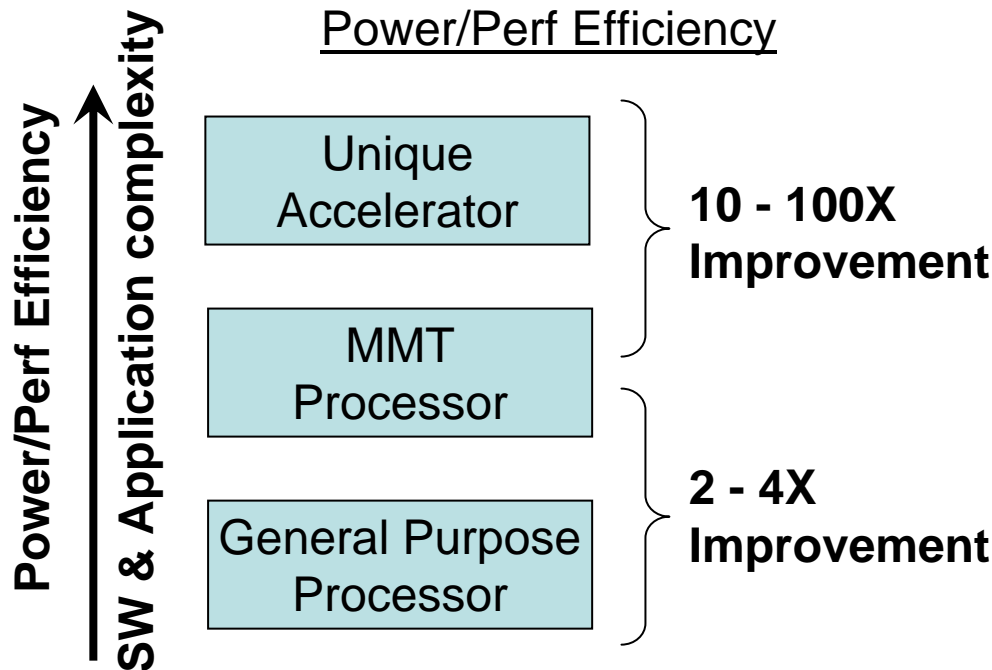 Power/Perf Efficiency
Power/Perf Efficiency
SW & Application complexity
Unique
Accelerator
10 - 100X
Improvement
MMT
Processor
2 - 4X
Improvement
General Purpose
Processor